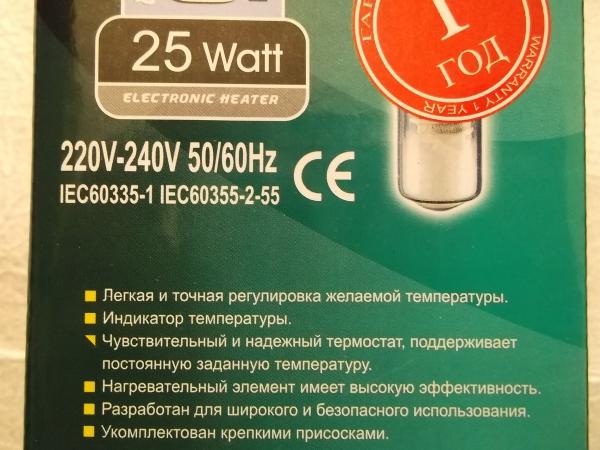 25 Watt
ELECTRONIC HEATER
1
ГОД
WARRANTY 1 YEAR
220V-240V 50/60Hz
CE
IEC60335-1 IEC60355-2-55
Легкая и точная регулировка желаемой температуры.
Индикатор температуры.
Чувствительный и надежный термостат, поддерживает
постоянную заданную температуру.
Нагревательный элемент имеет высокую эффективность.
Разработан для широкого и безопасного использования.
Укомплектован крепкими присосками.